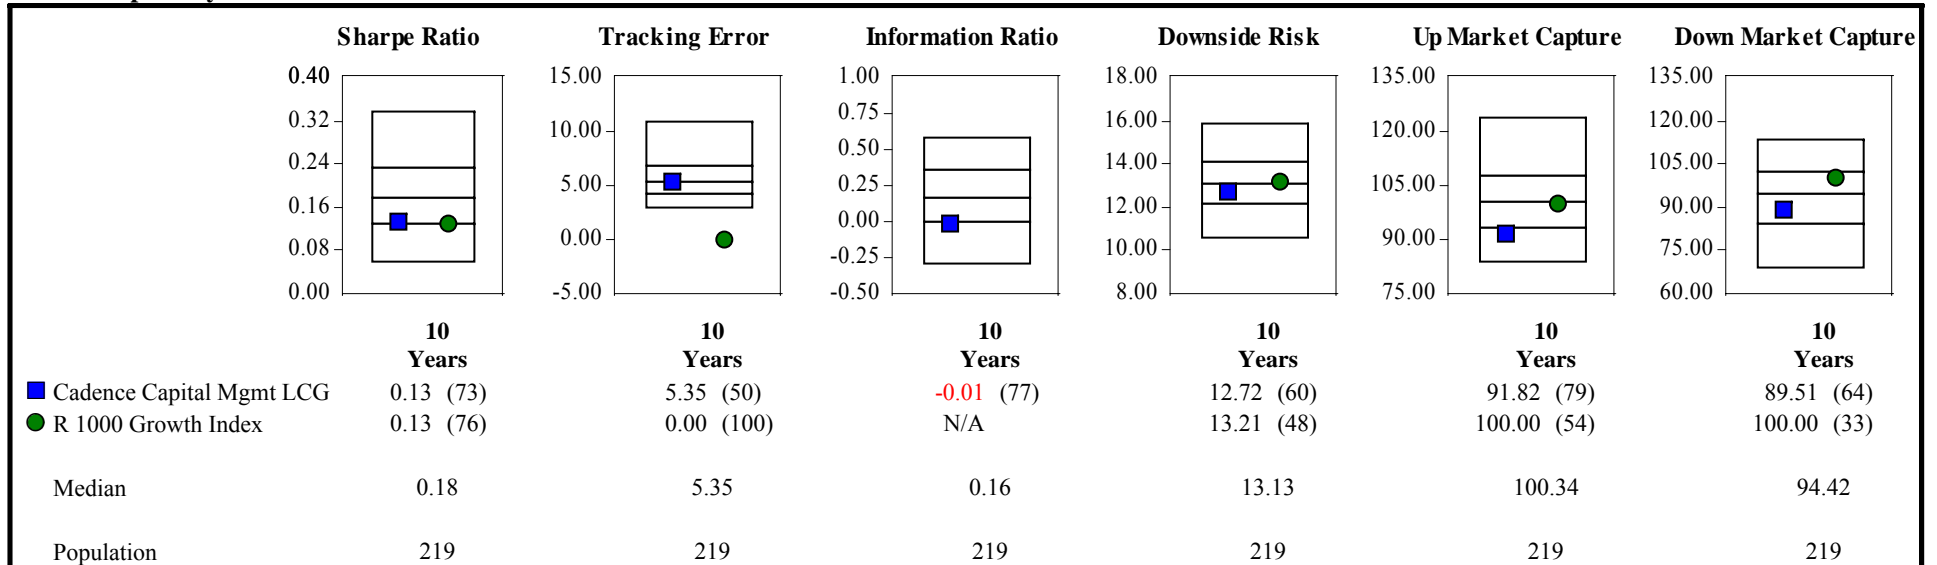 Sharpe Ratio Tracking Error Information Ratio Downside Risk Up Market Capture Down Market Capture
0.40 15.00 1.00 18.00 135.00 135.00
0.75
0.32 10.00 16.00 120.00 120.00
0.50
0.24 5.00 0.25 14.00 105.00 105.00
0.16 0.00 12.00 90.00
0.08 0.00 -0.25 10.00 90.00 75.00
0.00 -5.00 -0.50 8.00 75.00 60.00
10 10 10 10 10 10
Years Years Years Years Years Years
Cadence Capital Mgmt LCG 0.13 (73) 5.35 (50) -0.01 (77) 12.72 (60) 91.82 (79) 89.51 (64)
R 1000 Growth Index 0.13 (76) 0.00 (100) N/A 13.21 (48) 100.00 (54) 100.00 (33)
Median 0.18 5.35 0.16 13.13 100.34 94.42
Population 219 219 219 219 219 219